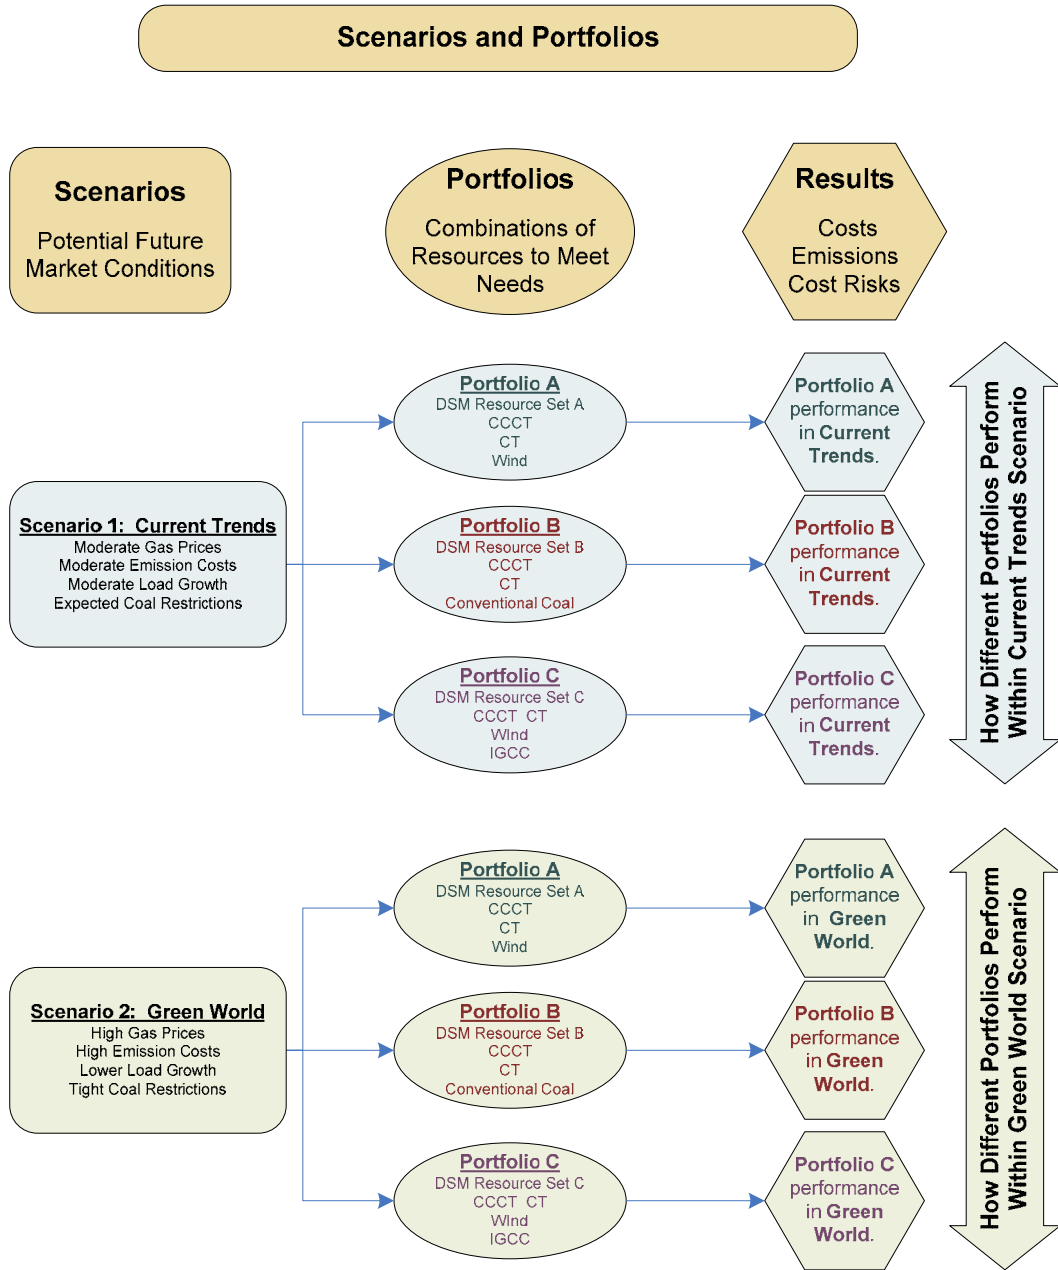 Scenarios and Portfolios
Scenarios
Potential Future
Market Conditions
Portfolios
Combinations of
Resources to Meet
Needs
Results
Costs
Emissions
Cost Risks
Scenario 1:  Current Trends
Moderate Gas Prices
Moderate Emission Costs
Moderate Load Growth
Expected Coal Restrictions
Portfolio A
DSM Resource Set A
CCCT
CT
Wind
Portfolio A
performance
in Current
Trends.
Portfolio B
DSM Resource Set B
CCCT
CT
Conventional Coal
Portfolio B
performance
in Current
Trends.
Portfolio C
DSM Resource Set C
CCCT  CT
WInd
IGCC
Portfolio C
performance
in Current
Trends.
How Different Portfolios Perform
Within Current Trends Scenario
Scenario 2:  Green World
High Gas Prices
High Emission Costs
Lower Load Growth
Tight Coal Restrictions
Portfolio A
DSM Resource Set A
CCCT
CT
Wind
Portfolio A
performance
in  Green
World.
Portfolio B
DSM Resource Set B
CCCT
CT
Conventional Coal
Portfolio B
performance
in Green
World.
Portfolio C
DSM Resource Set C
CCCT  CT
WInd
IGCC
Portfolio C
performance
in Green
World.
How Different Portfolios Perform
Within Green World Scenario